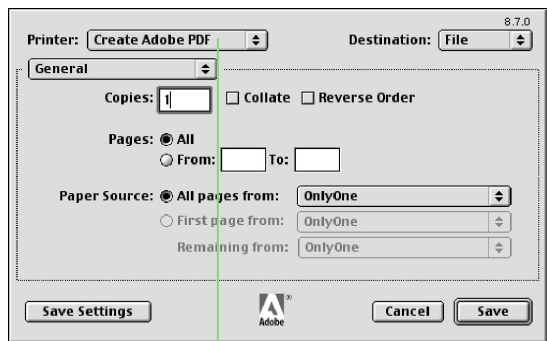 8.7.0
Printer: Create Adobe PDF Destination: File
General
Copies: 1 Collate Reverse Order
Pages: All
From: To:
Paper Source: All pages from: OnlyOne
First page from: OnlyOne
Remaining from: OnlyOne
Save Settings Adobe ® Cancel Save